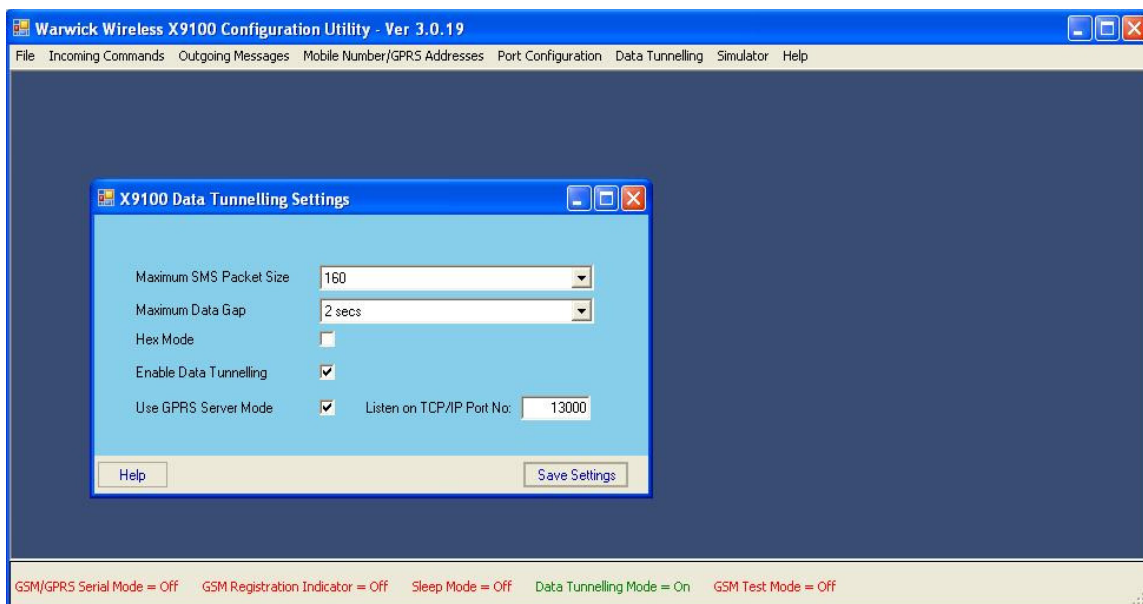 Warwick Wireless X9100 Configuration Utility - Ver 3.0.19
File Incoming Commands Outgoing Messages Mobile Number/GPRS Addresses Port Configuration Data Tunnelling Simulator Help
X9100 Data Tunnelling Settings
Maximum SMS Packet Size 160
Maximum Data Gap 2 secs
Hex Mode
Enable Data Tunnelling
Use GPRS Server Mode Listen on TCP/IP Port No: 13000
Help Save Settings
GSM/GPRS Serial Mode = Off GSM Registration Indicator = Off Sleep Mode = Off Data Tunnelling Mode = On GSM Test Mode = Off